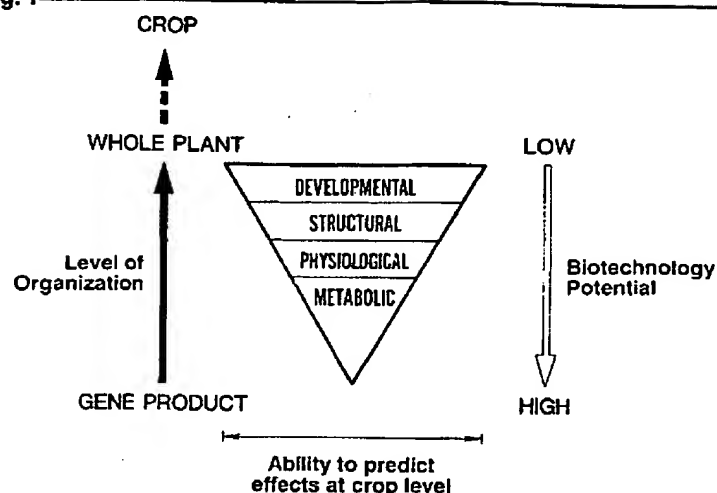 g. 1
CROP
WHOLE PLANT
LOW
DEVELOPMENTAL
STRUCTURAL
PHYSIOLOGICAL
METABOLIC
Level of
Organization
Biotechnology
Potential
GENE PRODUCT
HIGH
Ability to predict
effects at crop level